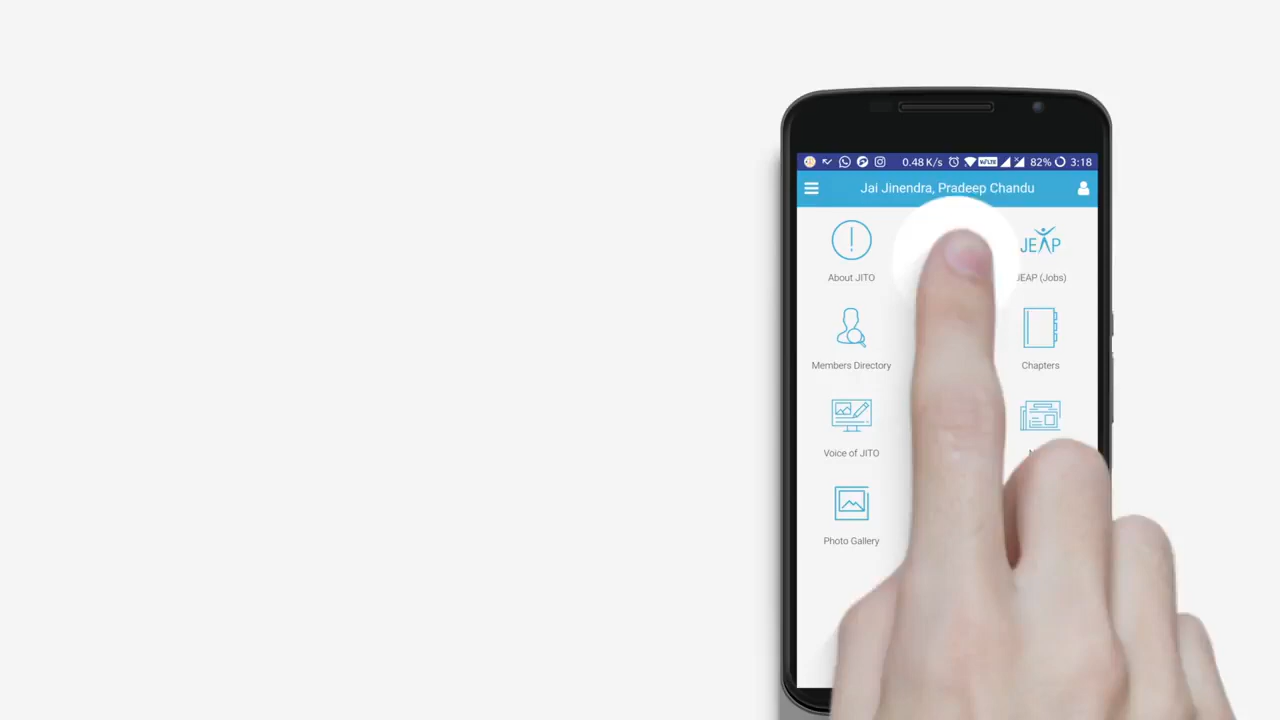 0.48 K/s VoLTE 82% 3:18
Jai Jinendra, Pradeep Chandu
JEAP
About JITO
JEAP (Jobs)
Members Directory
Chapters
Voice of JITO
Photo Gallery